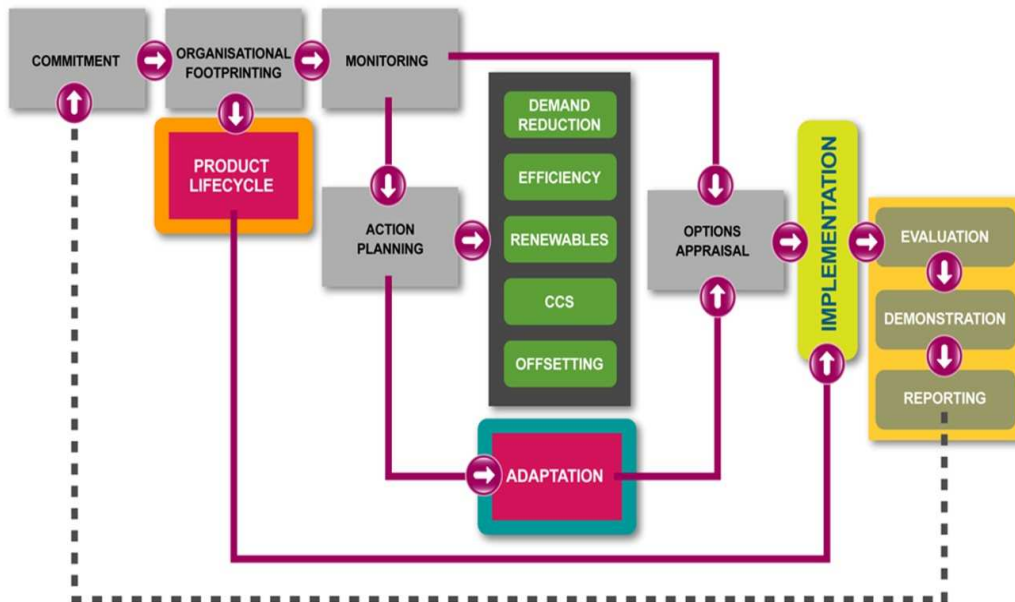 COMMITMENT
ORGANISATIONAL
FOOTPRINTING
MONITORING
PRODUCT
LIFECYCLE
ACTION
PLANNING
DEMAND
REDUCTION
EFFICIENCY
RENEWABLES
CCS
OFFSETTING
ADAPTATION
OPTIONS
APPRAISAL
IMPLEMENTATION
EVALUATION
DEMONSTRATION
REPORTING